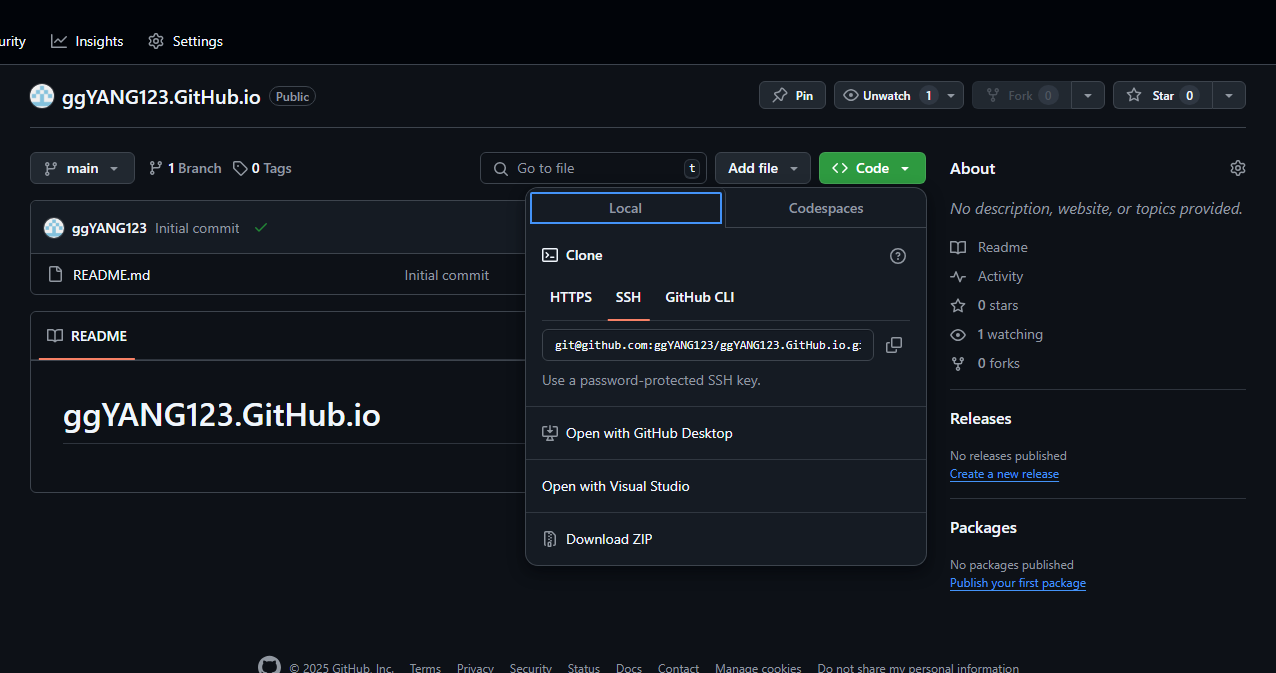 urity Insights Settings
ggYANG123.GitHub.io Public Pin Unwatch 1 Fork 0 Star 0
main 1 Branch 0 Tags Go to file t Add file Code
ggYANG123 Initial commit
README.md Initial commit
README
ggYANG123.GitHub.io
Local Codespaces
Clone
HTTPS SSH GitHub CLI
git@github.com:ggYANG123/ggYANG123.GitHub.io.gi
Use a password-protected SSH key.
Open with GitHub Desktop
Open with Visual Studio
Download ZIP
About
No description, website, or topics provided.
Readme
Activity
0 stars
1 watching
0 forks
Releases
No releases published
Create a new release
Packages
No packages published
Publish your first package
© 2025 GitHub, Inc. Terms Privacy Security Status Docs Contact Manage cookies Do not share my personal information